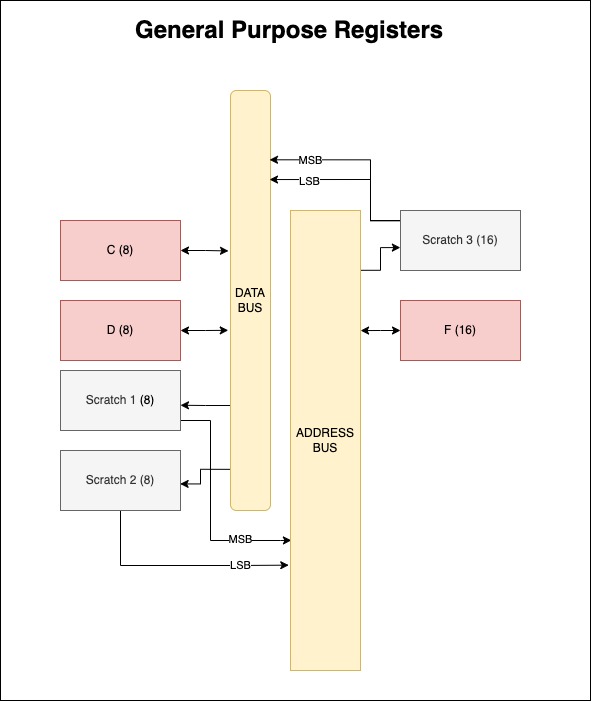 General Purpose Registers
MSB
LSB
C (8)
Scratch 3 (16)
DATA
BUS
D (8)
F (16)
Scratch 1 (8)
ADDRESS
BUS
Scratch 2 (8)
MSB
LSB